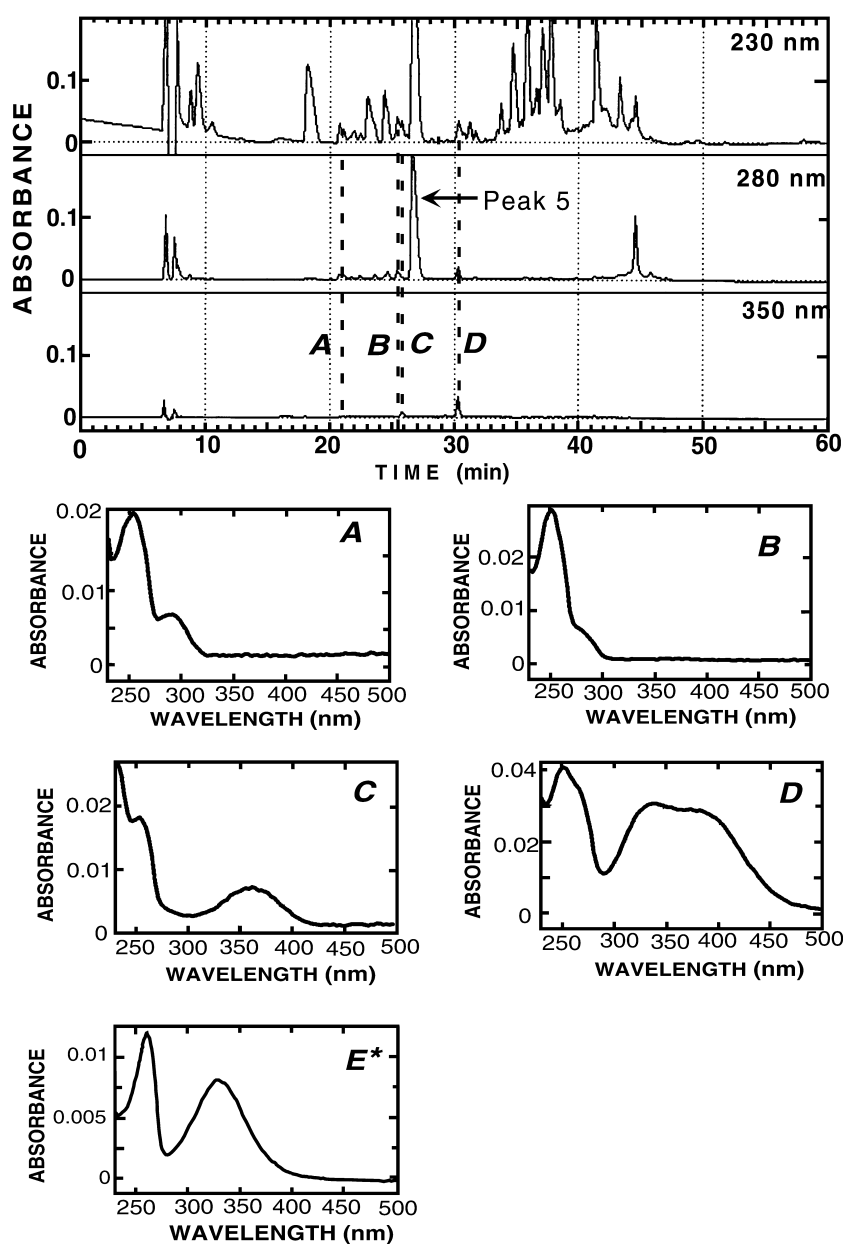 230 nm
0.1
0
280 nm
Peak 5
0.1
0
350 nm
A B C D
0.1
0
ABSORBANCE
0 10 20 30 40 50 60
TIME (min)
A
0.02
0.01
0
ABSORBANCE
250 300 350 400 450 500
WAVELENGTH (nm)
B
0.02
0.01
0
ABSORBANCE
250 300 350 400 450 500
WAVELENGTH (nm)
C
0.02
0.01
0
ABSORBANCE
250 300 350 400 450 500
WAVELENGTH (nm)
D
0.04
0.02
0
ABSORBANCE
250 300 350 400 450 500
WAVELENGTH (nm)
E*
0.01
0.005
0
ABSORBANCE
250 300 350 400 450 500
WAVELENGTH (nm)